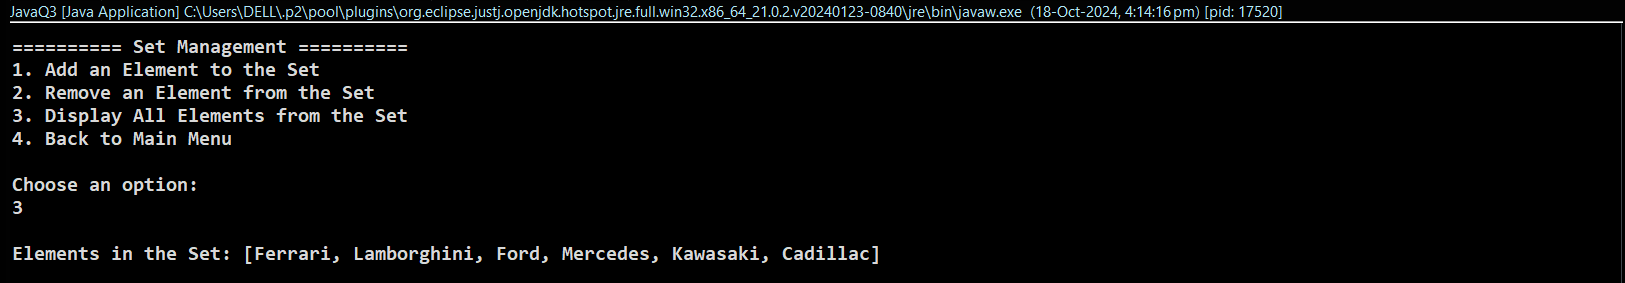 JavaQ3 [Java Application] C:\Users\DELL\.p2\pool\plugins\org.eclipse.justj.openjdk.hotspot.jre.full.win32.x86_64_21.0.2.v20240123-0840\jre\bin\javaw.exe (18-Oct-2024, 4:14:16 pm) [pid: 17520]
========== Set Management ==========
1. Add an Element to the Set
2. Remove an Element from the Set
3. Display All Elements from the Set
4. Back to Main Menu
Choose an option:
3
Elements in the Set: [Ferrari, Lamborghini, Ford, Mercedes, Kawasaki, Cadillac]